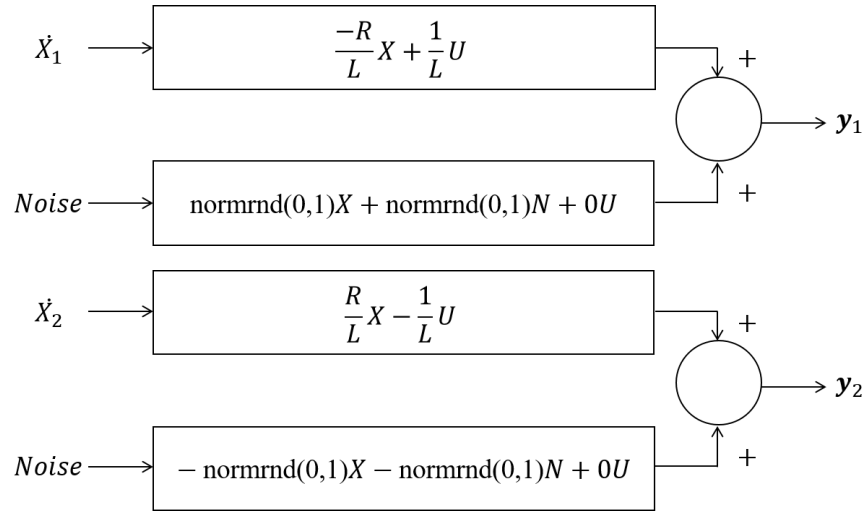 Ẋ₁
-R/L X + 1/L U
+
y₁
Noise
normrnd(0,1)X + normrnd(0,1)N + 0U
+
Ẋ₂
R/L X − 1/L U
+
y₂
Noise
− normrnd(0,1)X − normrnd(0,1)N + 0U
+